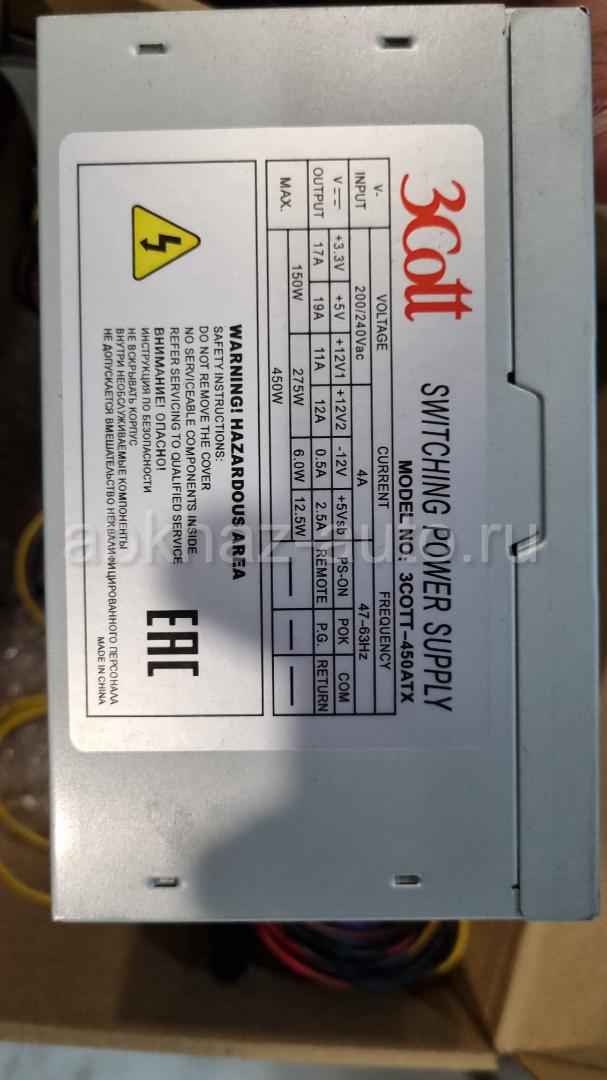 3Cott
SWITCHING POWER SUPPLY
MODEL NO: 3COTT-450ATX
V~ VOLTAGE CURRENT FREQUENCY
INPUT 200/240Vac 4A 47-63Hz
V +3.3V +5V +12V1 +12V2 -12V +5Vsb PS-ON POK COM
OUTPUT 17A 19A 11A 12A 0.5A 2.5A REMOTE P.G. RETURN
MAX. 150W 275W 6.0W 12.5W — — —
450W
WARNING! HAZARDOUS AREA
SAFETY INSTRUCTIONS:
DO NOT REMOVE THE COVER
NO SERVICEABLE COMPONENTS INSIDE
REFER SERVICING TO QUALIFIED SERVICE
ВНИМАНИЕ! ОПАСНО!
ИНСТРУКЦИЯ ПО БЕЗОПАСНОСТИ
НЕ ВСКРЫВАТЬ КОРПУС
ВНУТРИ НЕОБСЛУЖИВАЕМЫЕ КОМПОНЕНТЫ
НЕ ДОПУСКАЕТСЯ ВМЕШАТЕЛЬСТВО НЕКВАЛИФИЦИРОВАННОГО ПЕРСОНАЛА
MADE IN CHINA
EAC
apkhaz-auto.ru